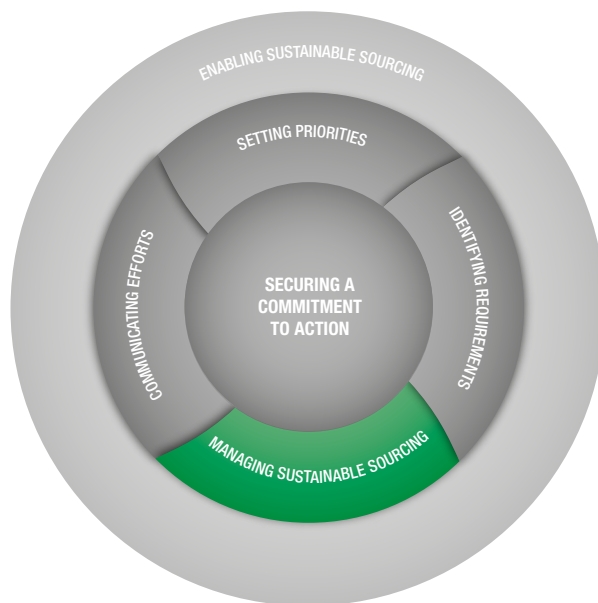 ENABLING SUSTAINABLE SOURCING
SETTING PRIORITIES
IDENTIFYING REQUIREMENTS
COMMUNICATING EFFORTS
SECURING A
COMMITMENT
TO ACTION
MANAGING SUSTAINABLE SOURCING